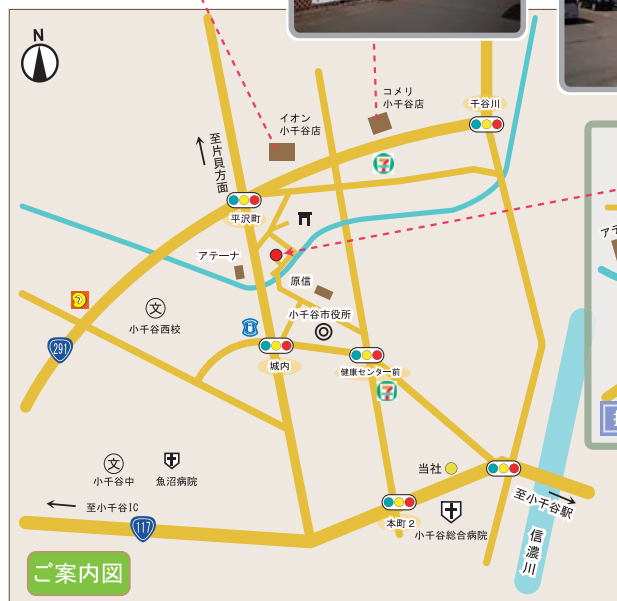 N
コメリ
小千谷店
千谷川
イオン
小千谷店
至片貝方面
7
平沢町
アテーナ
原信
小千谷市役所
文
小千谷西校
291
城内
健康センター前
7
文
小千谷中
魚沼病院
当社
至小千谷IC
至小千谷駅
117
本町2
小千谷総合病院
信濃川
ご案内図